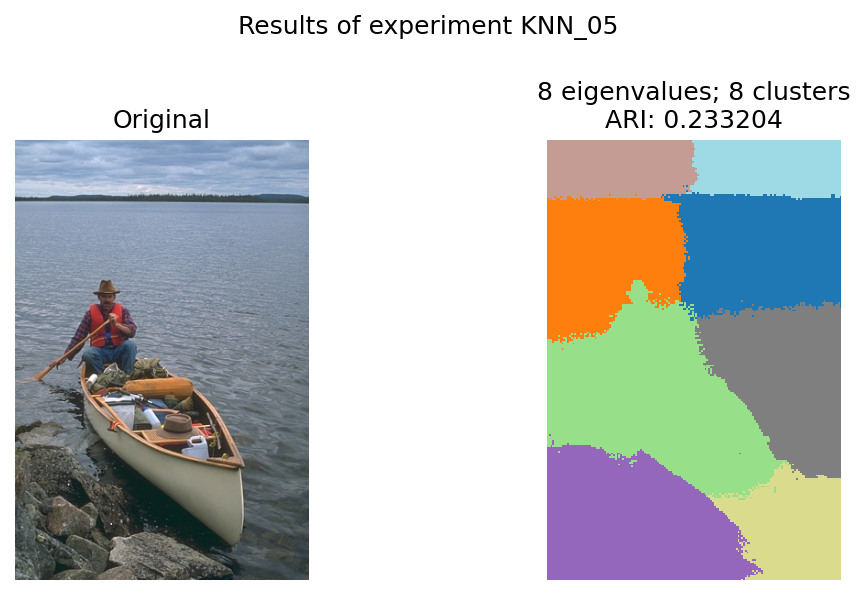 Results of experiment KNN_05
Original
8 eigenvalues; 8 clusters
ARI: 0.233204